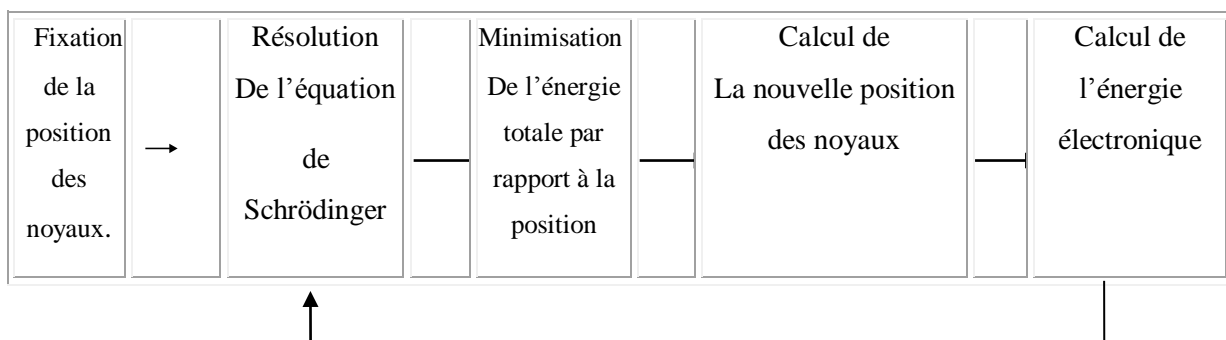 Fixation
de la
position
des
noyaux.
Résolution
De l’équation
de
Schrödinger
Minimisation
De l’énergie
totale par
rapport à la
position
Calcul de
La nouvelle position
des noyaux
Calcul de
l’énergie
électronique